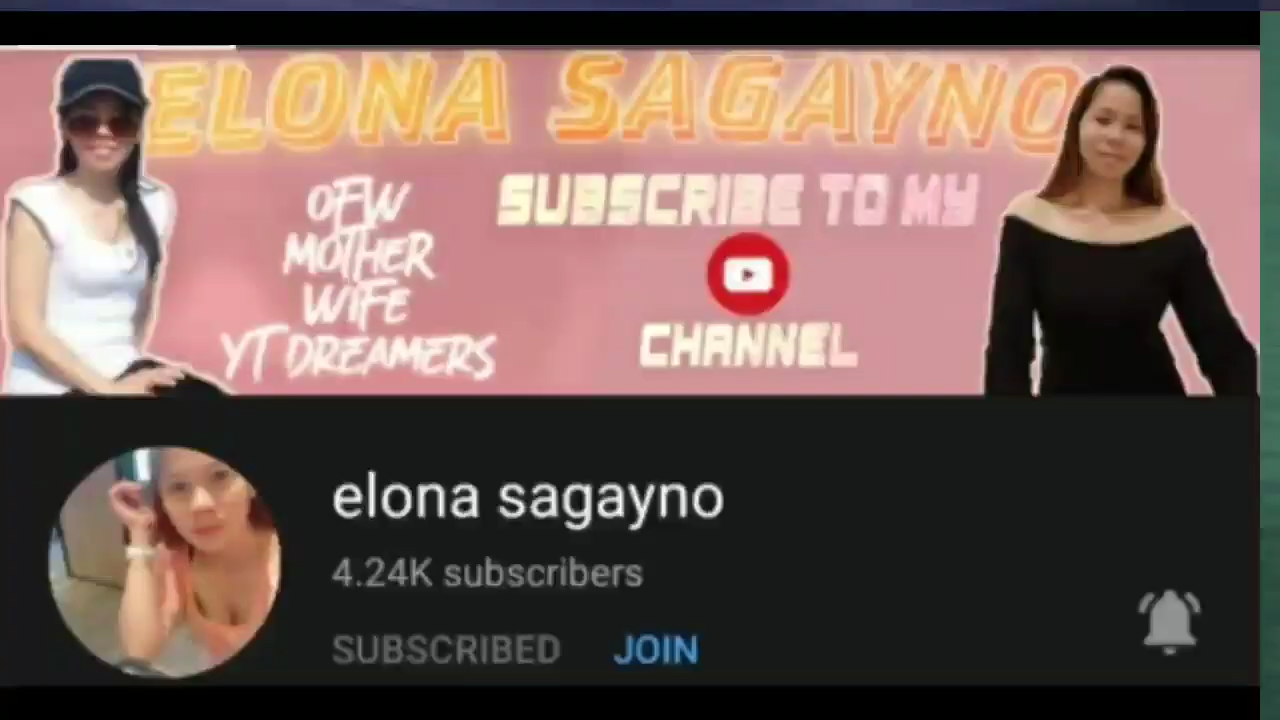 ELONA SAGAYNO
OFW
MOTHER
WIFE
YT DREAMERS
SUBSCRIBE TO MY
CHANNEL
elona sagayno
4.24K subscribers
SUBSCRIBED JOIN